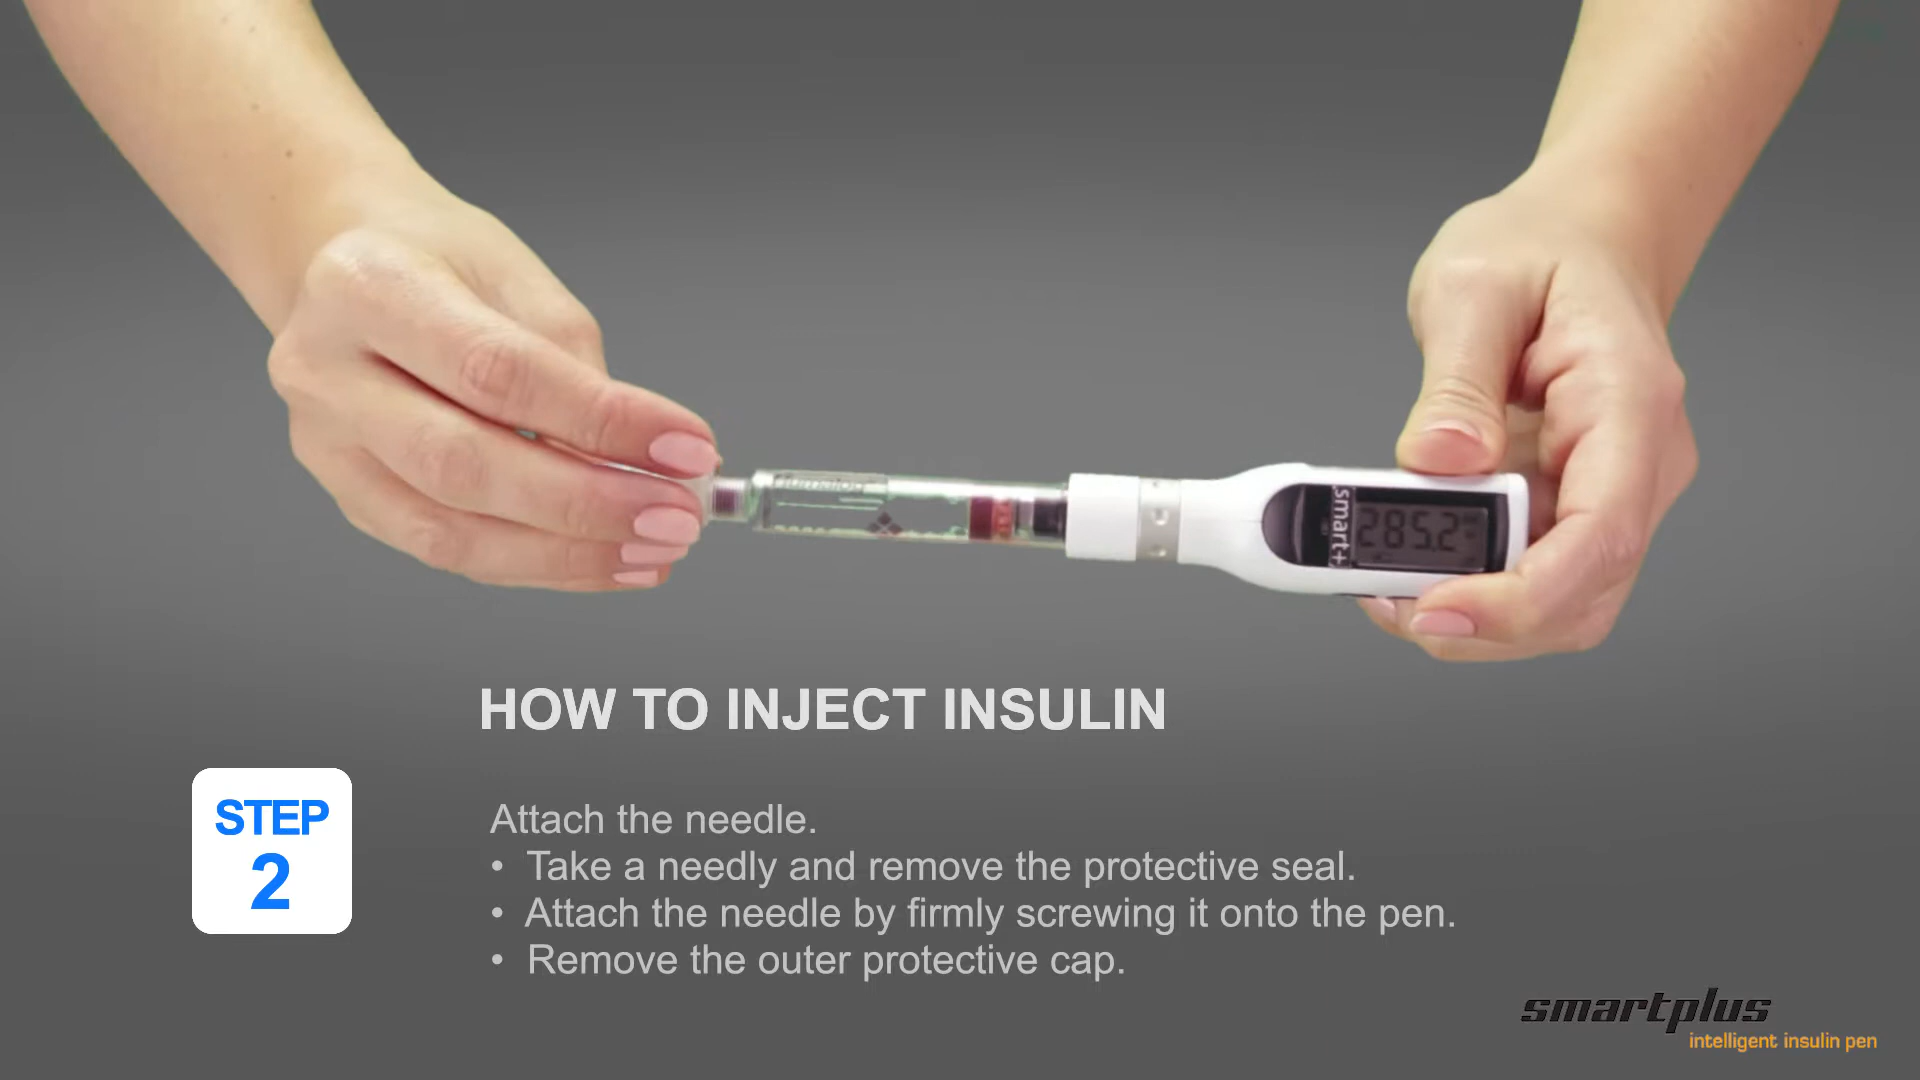 Humalog
smart+
285.2
HOW TO INJECT INSULIN
STEP
2
Attach the needle.
• Take a needly and remove the protective seal.
• Attach the needle by firmly screwing it onto the pen.
• Remove the outer protective cap.
smartplus
intelligent insulin pen